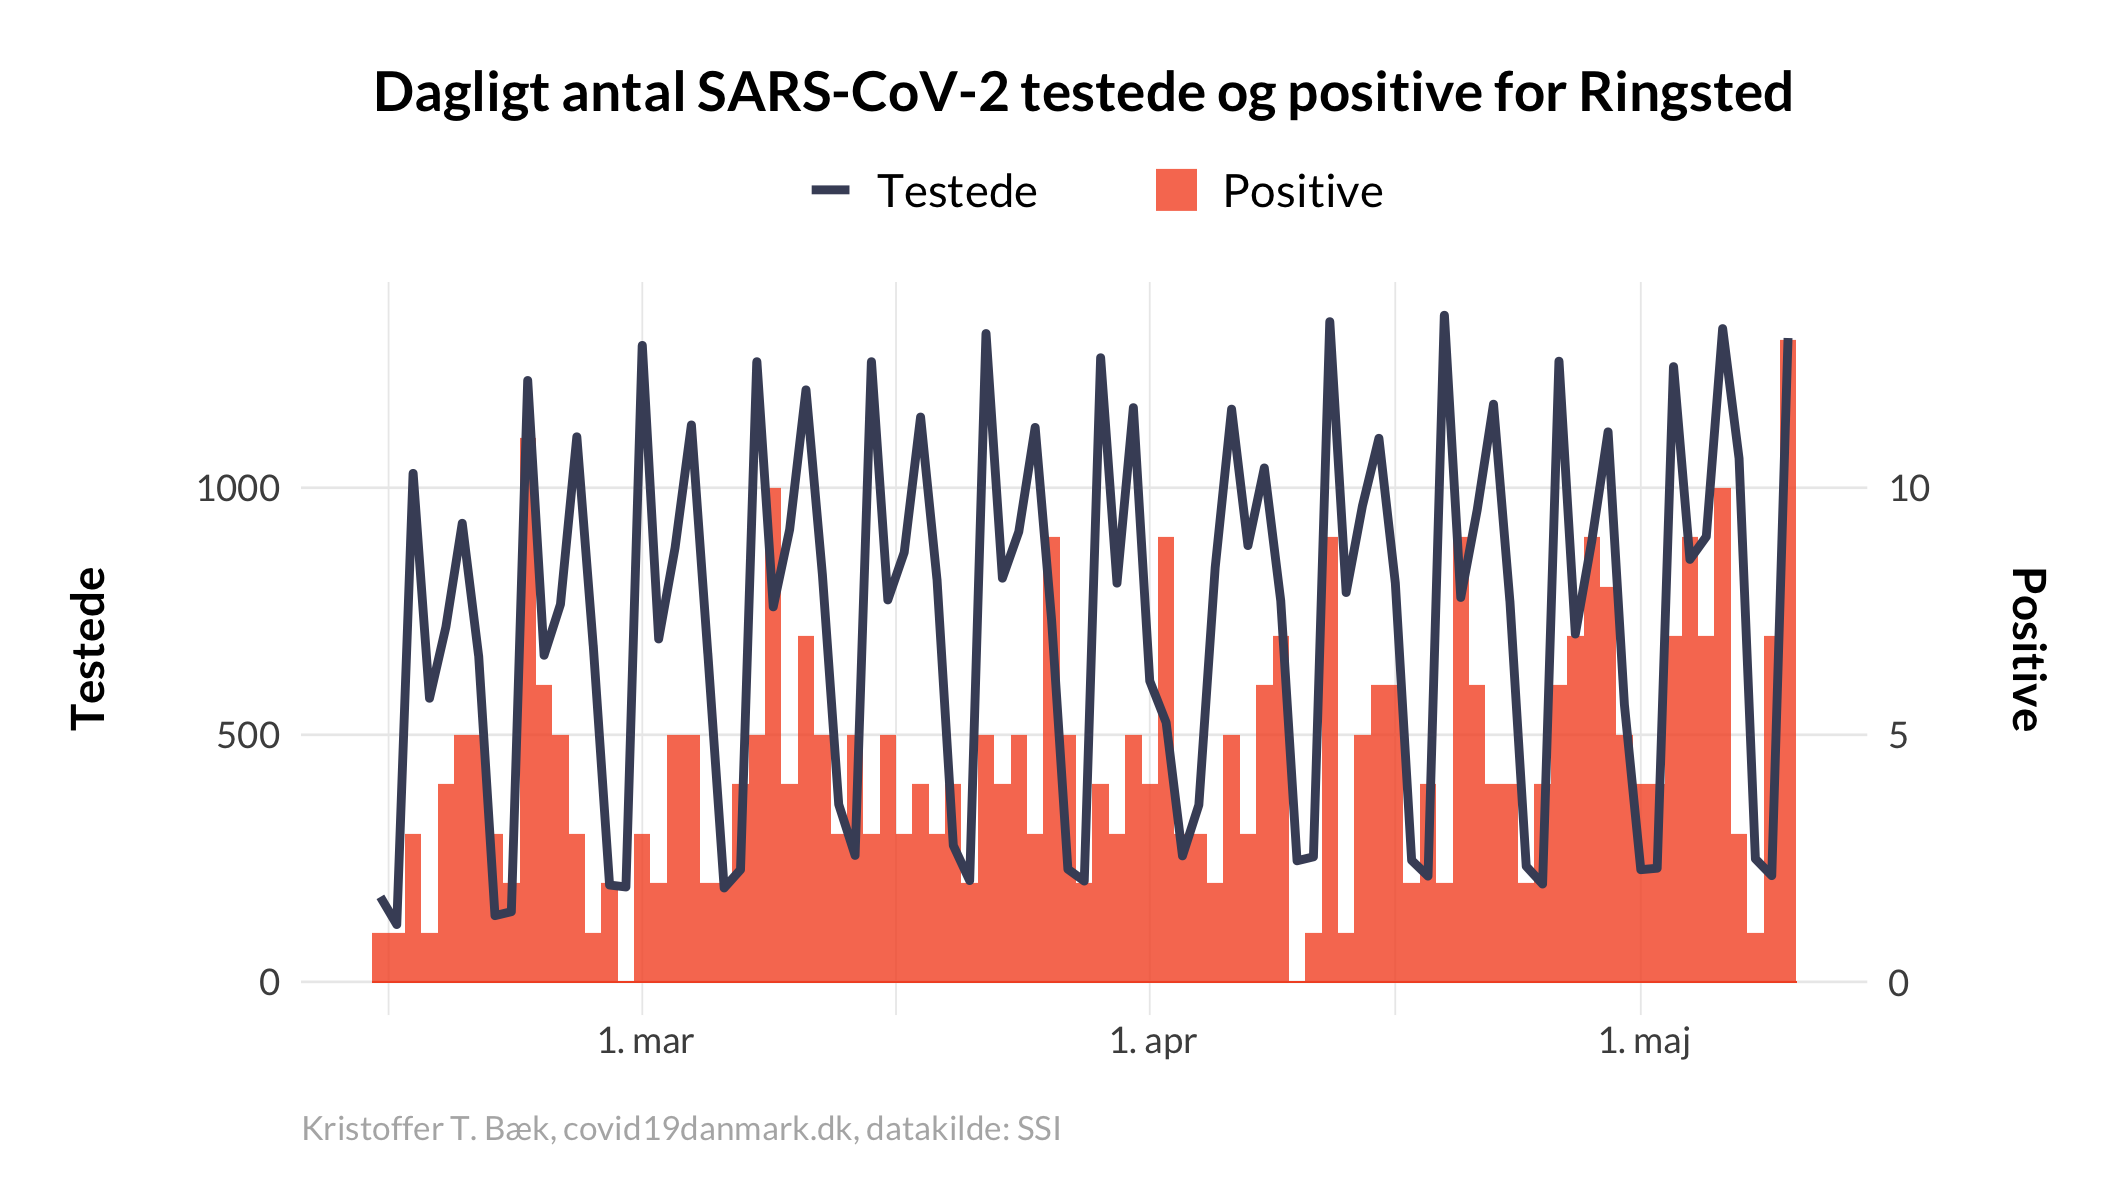 Dagligt antal SARS-CoV-2 testede og positive for Ringsted
Testede Positive
1000
500
0
10
5
0
Testede
Positive
1. mar 1. apr 1. maj
Kristoffer T. Bæk, covid19danmark.dk, datakilde: SSI